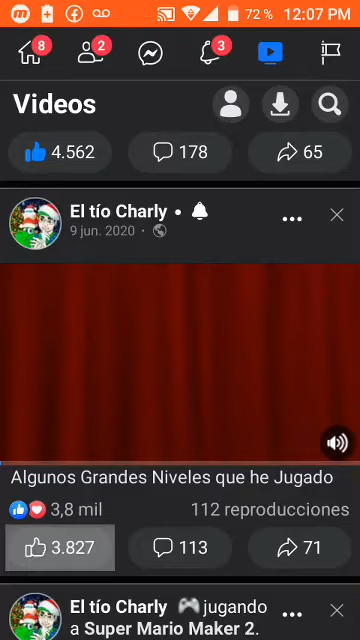 72 % 12:07 PM
8 2 3
Videos
4.562 178 65
El tío Charly •
9 jun. 2020 ·
Algunos Grandes Niveles que he Jugado
3,8 mil 112 reproducciones
3.827 113 71
El tío Charly 🎮 jugando
a Super Mario Maker 2.